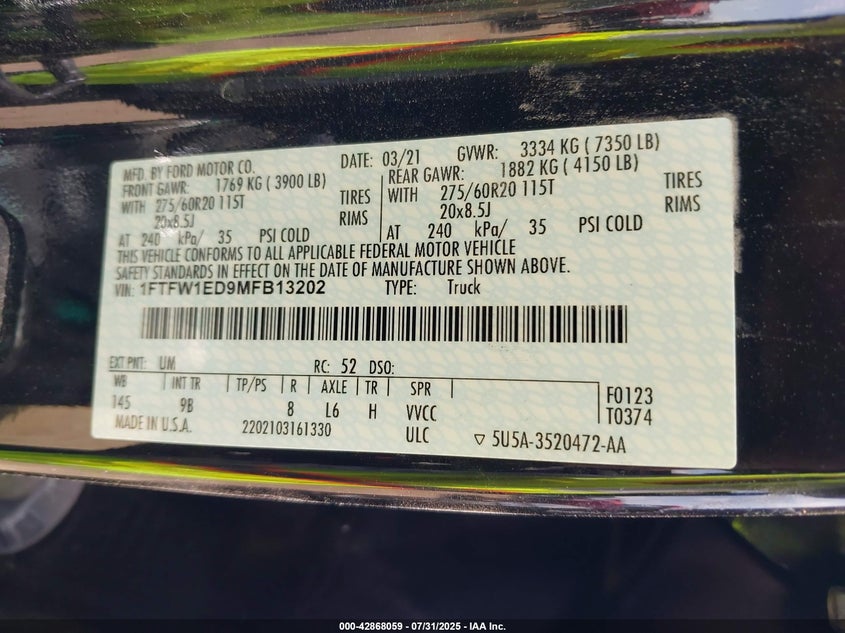 MFD. BY FORD MOTOR CO. DATE: 03/21 GVWR: 3334 KG ( 7350 LB)
FRONT GAWR: 1769 KG ( 3900 LB) REAR GAWR: 1882 KG ( 4150 LB)
WITH 275/60R20 115T TIRES WITH 275/60R20 115T TIRES
20x8.5J RIMS 20x8.5J RIMS
AT 240 kPa/ 35 PSI COLD AT 240 kPa/ 35 PSI COLD
THIS VEHICLE CONFORMS TO ALL APPLICABLE FEDERAL MOTOR VEHICLE
SAFETY STANDARDS IN EFFECT ON THE DATE OF MANUFACTURE SHOWN ABOVE.
VIN: 1FTFW1ED9MFB13202 TYPE: Truck
EXT PNT: UM RC: 52 DSO:
WB INT TR TP/PS R AXLE TR SPR F0123
145 9B 8 L6 H VVCC T0374
MADE IN U.S.A. 2202103161330 ULC ▽ 5U5A-3520472-AA
000-42868059 - 07/31/2025 - IAA Inc.